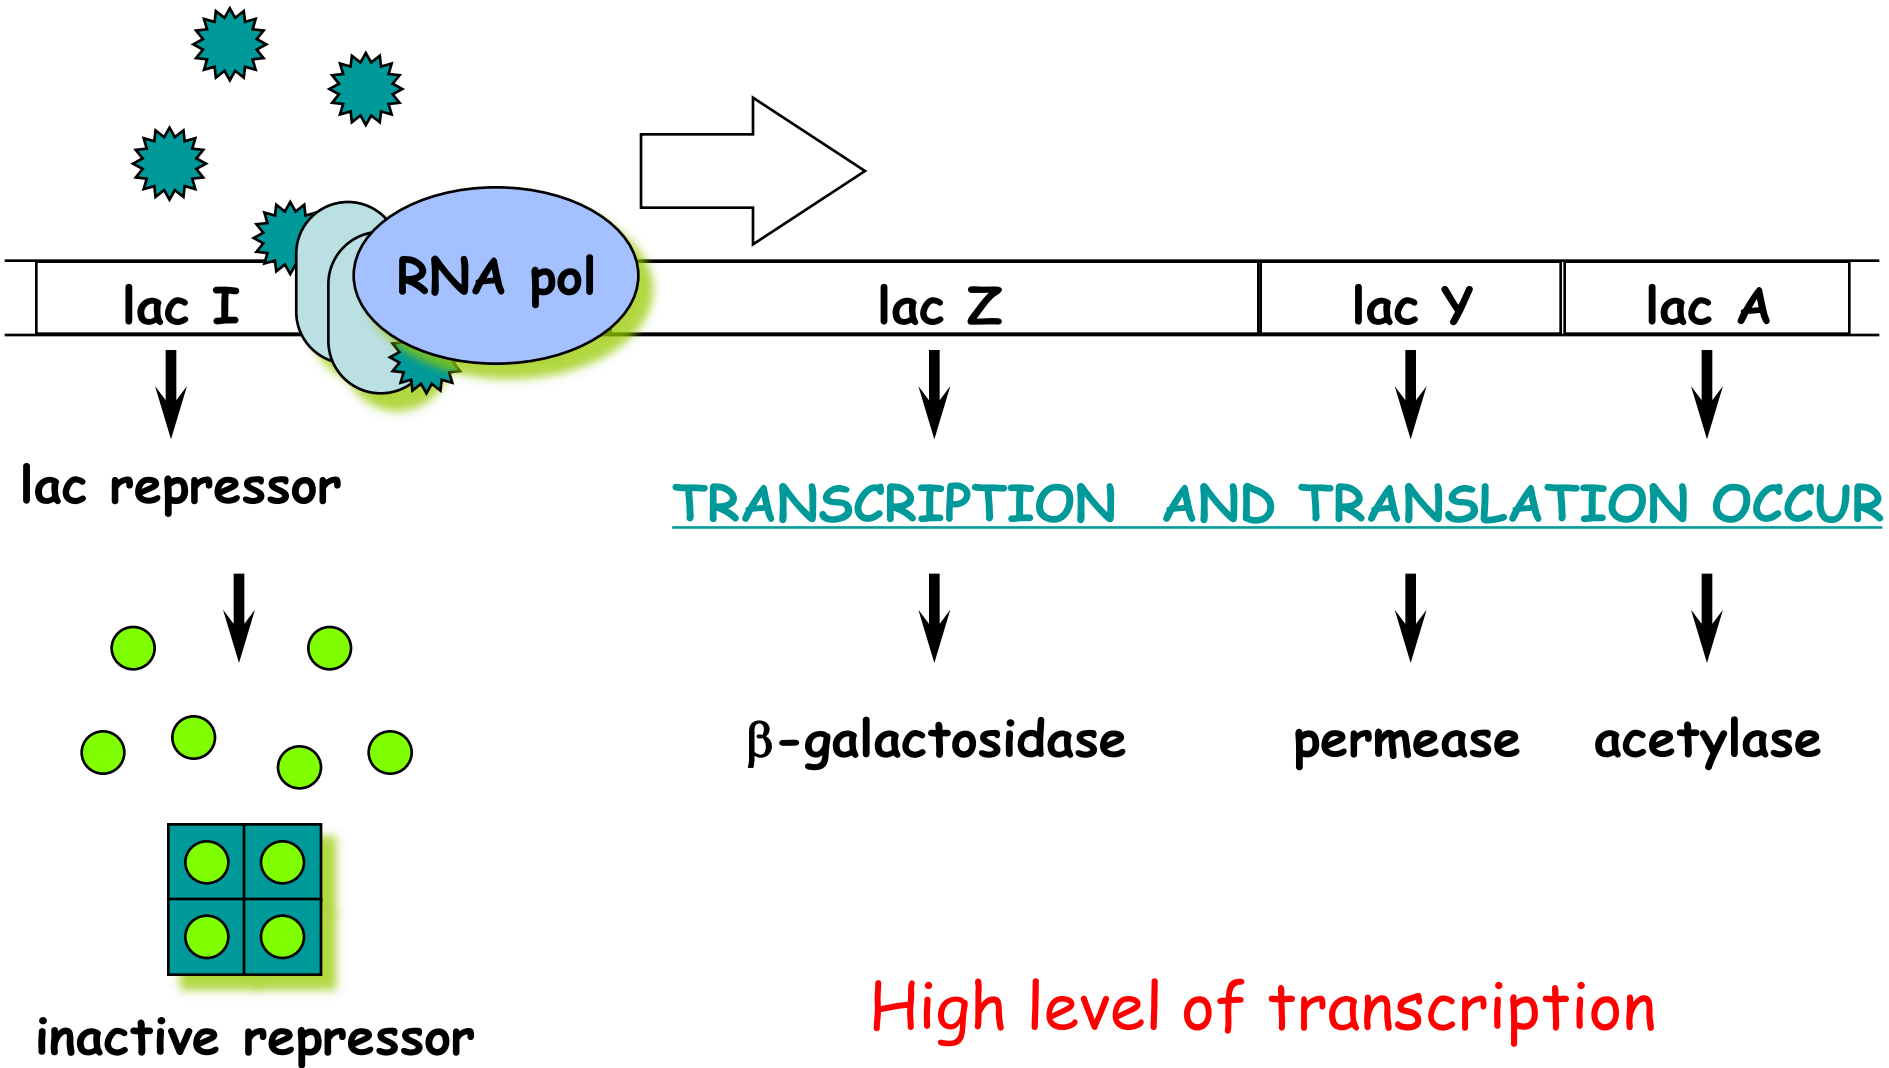 RNA pol
lac I
lac Z
lac Y
lac A
lac repressor
TRANSCRIPTION AND TRANSLATION OCCUR
β-galactosidase
permease
acetylase
inactive repressor
High level of transcription